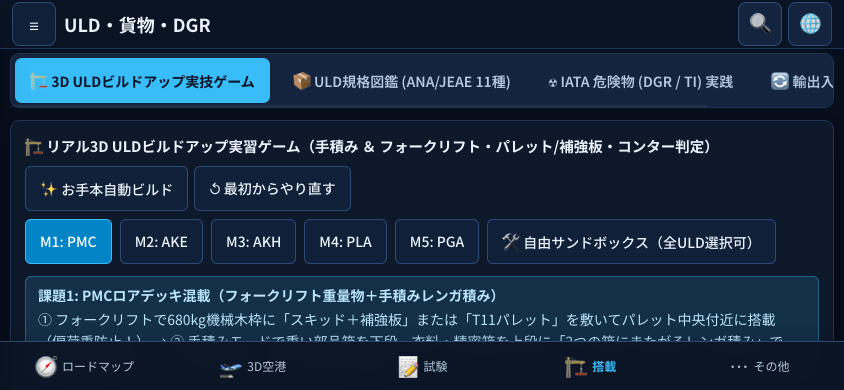 ≡ ULD・貨物・DGR
3D ULDビルドアップ実技ゲーム ULD規格図鑑 (ANA/JEAE 11種) ☢ IATA 危険物 (DGR / TI) 実践 輸出入
リアル3D ULDビルドアップ実習ゲーム（手積み ＆ フォークリフト・パレット/補強板・コンター判定）
✨ お手本自動ビルド ↺ 最初からやり直す
M1: PMC M2: AKE M3: AKH M4: PLA M5: PGA 自由サンドボックス（全ULD選択可）
課題1: PMCロアデッキ混載（フォークリフト重量物＋手積みレンガ積み）
① フォークリフトで680kg機械木枠に「スキッド＋補強板」または「T11パレット」を敷いてパレット中央付近に搭載
ロードマップ 3D空港 試験 搭載 … その他